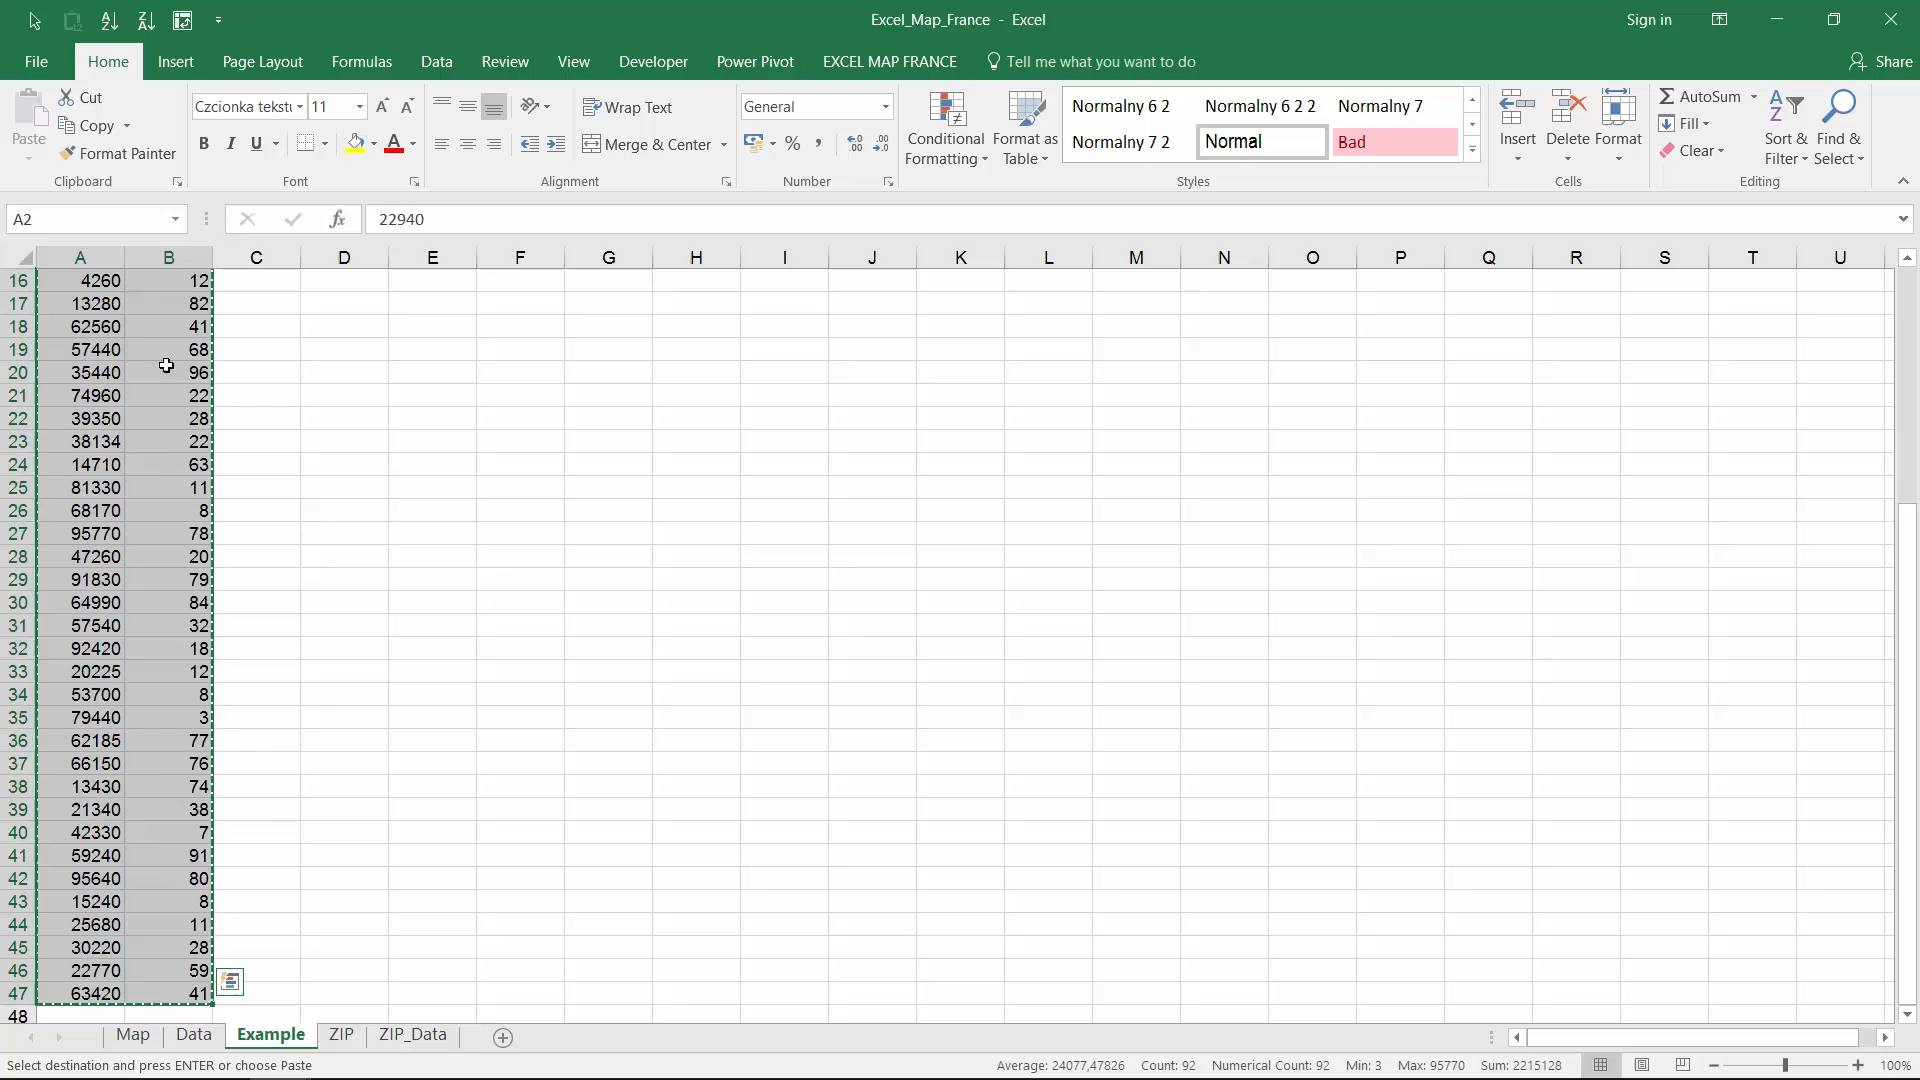 Excel_Map_France - Excel
Sign in
File Home Insert Page Layout Formulas Data Review View Developer Power Pivot EXCEL MAP FRANCE Tell me what you want to do Share
Paste
Cut
Copy
Format Painter
Clipboard
Czcionka tekstu 11
B I U
Font
Wrap Text
Merge & Center
Alignment
General
Number
Conditional Formatting
Format as Table
Normalny 6 2 Normalny 6 2 2 Normalny 7
Normalny 7 2 Normal Bad
Styles
Insert Delete Format
Cells
AutoSum
Fill
Clear
Sort & Filter
Find & Select
Editing
A2 fx 22940
A B C D E F G H I J K L M N O P Q R S T U
16 4260 12
17 13280 82
18 62560 41
19 57440 68
20 35440 96
21 74960 22
22 39350 28
23 38134 22
24 14710 63
25 81330 11
26 68170 8
27 95770 78
28 47260 20
29 91830 79
30 64990 84
31 57540 32
32 92420 18
33 20225 12
34 53700 8
35 79440 3
36 62185 77
37 66150 76
38 13430 74
39 21340 38
40 42330 7
41 59240 91
42 95640 80
43 15240 8
44 25680 11
45 30220 28
46 22770 59
47 63420 41
48
Map Data Example ZIP ZIP_Data
Select destination and press ENTER or choose Paste Average: 24077,47826 Count: 92 Numerical Count: 92 Min: 3 Max: 95770 Sum: 2215128 100%